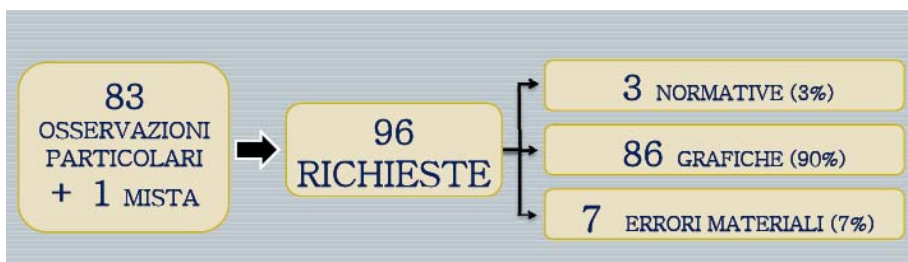 83
OSSERVAZIONI
PARTICOLARI
+ 1 MISTA
96
RICHIESTE
3 NORMATIVE (3%)
86 GRAFICHE (90%)
7 ERRORI MATERIALI (7%)